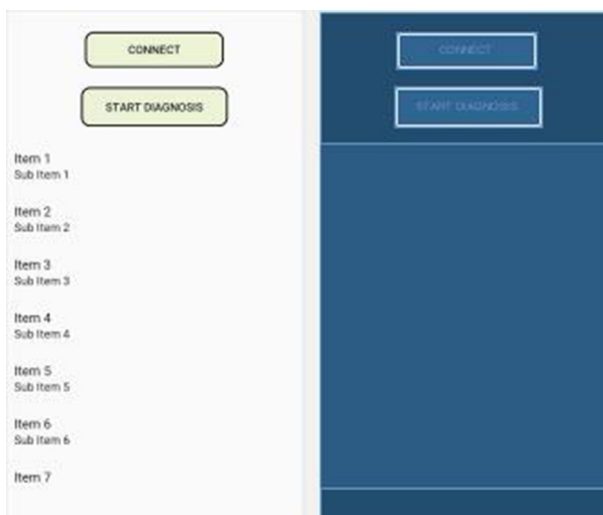 CONNECT
START DIAGNOSIS
Item 1
Sub Item 1
Item 2
Sub Item 2
Item 3
Sub Item 3
Item 4
Sub Item 4
Item 5
Sub Item 5
Item 6
Sub Item 6
Item 7
CONNECT
START DIAGNOSIS